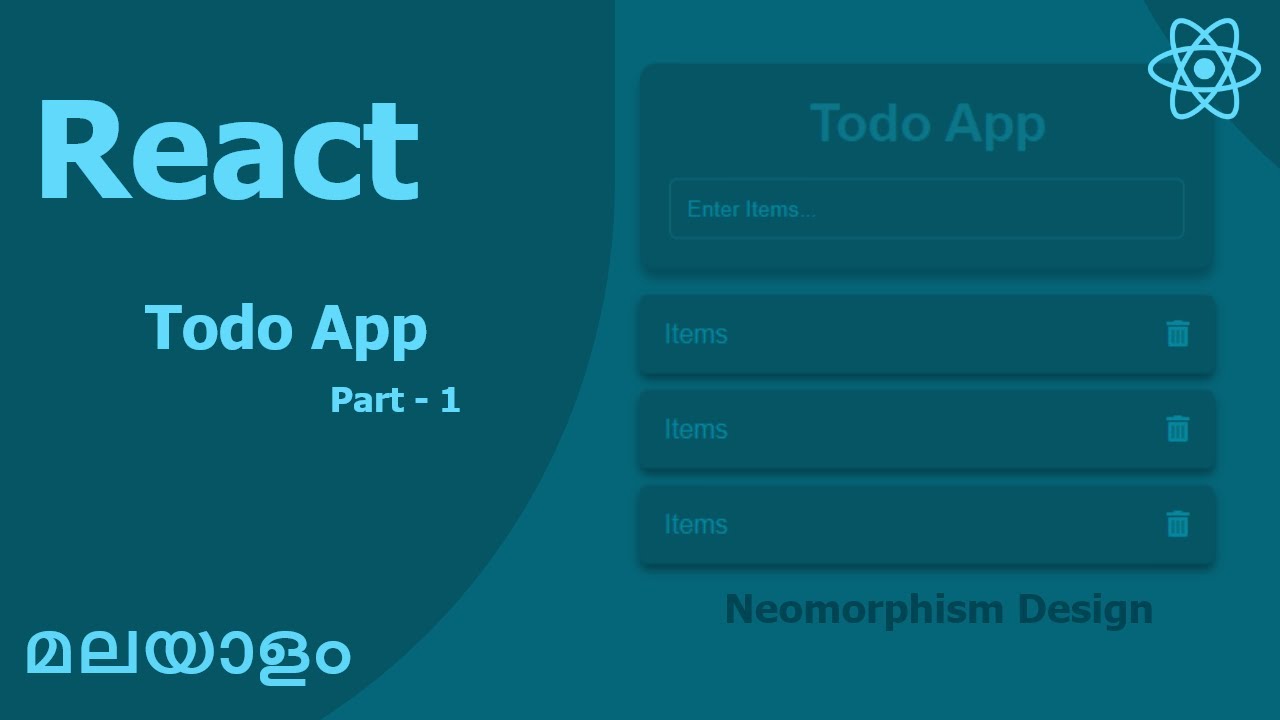 React
Todo App
Part - 1
മലയാളം
Todo App
Enter Items...
Items
Items
Items
Neomorphism Design